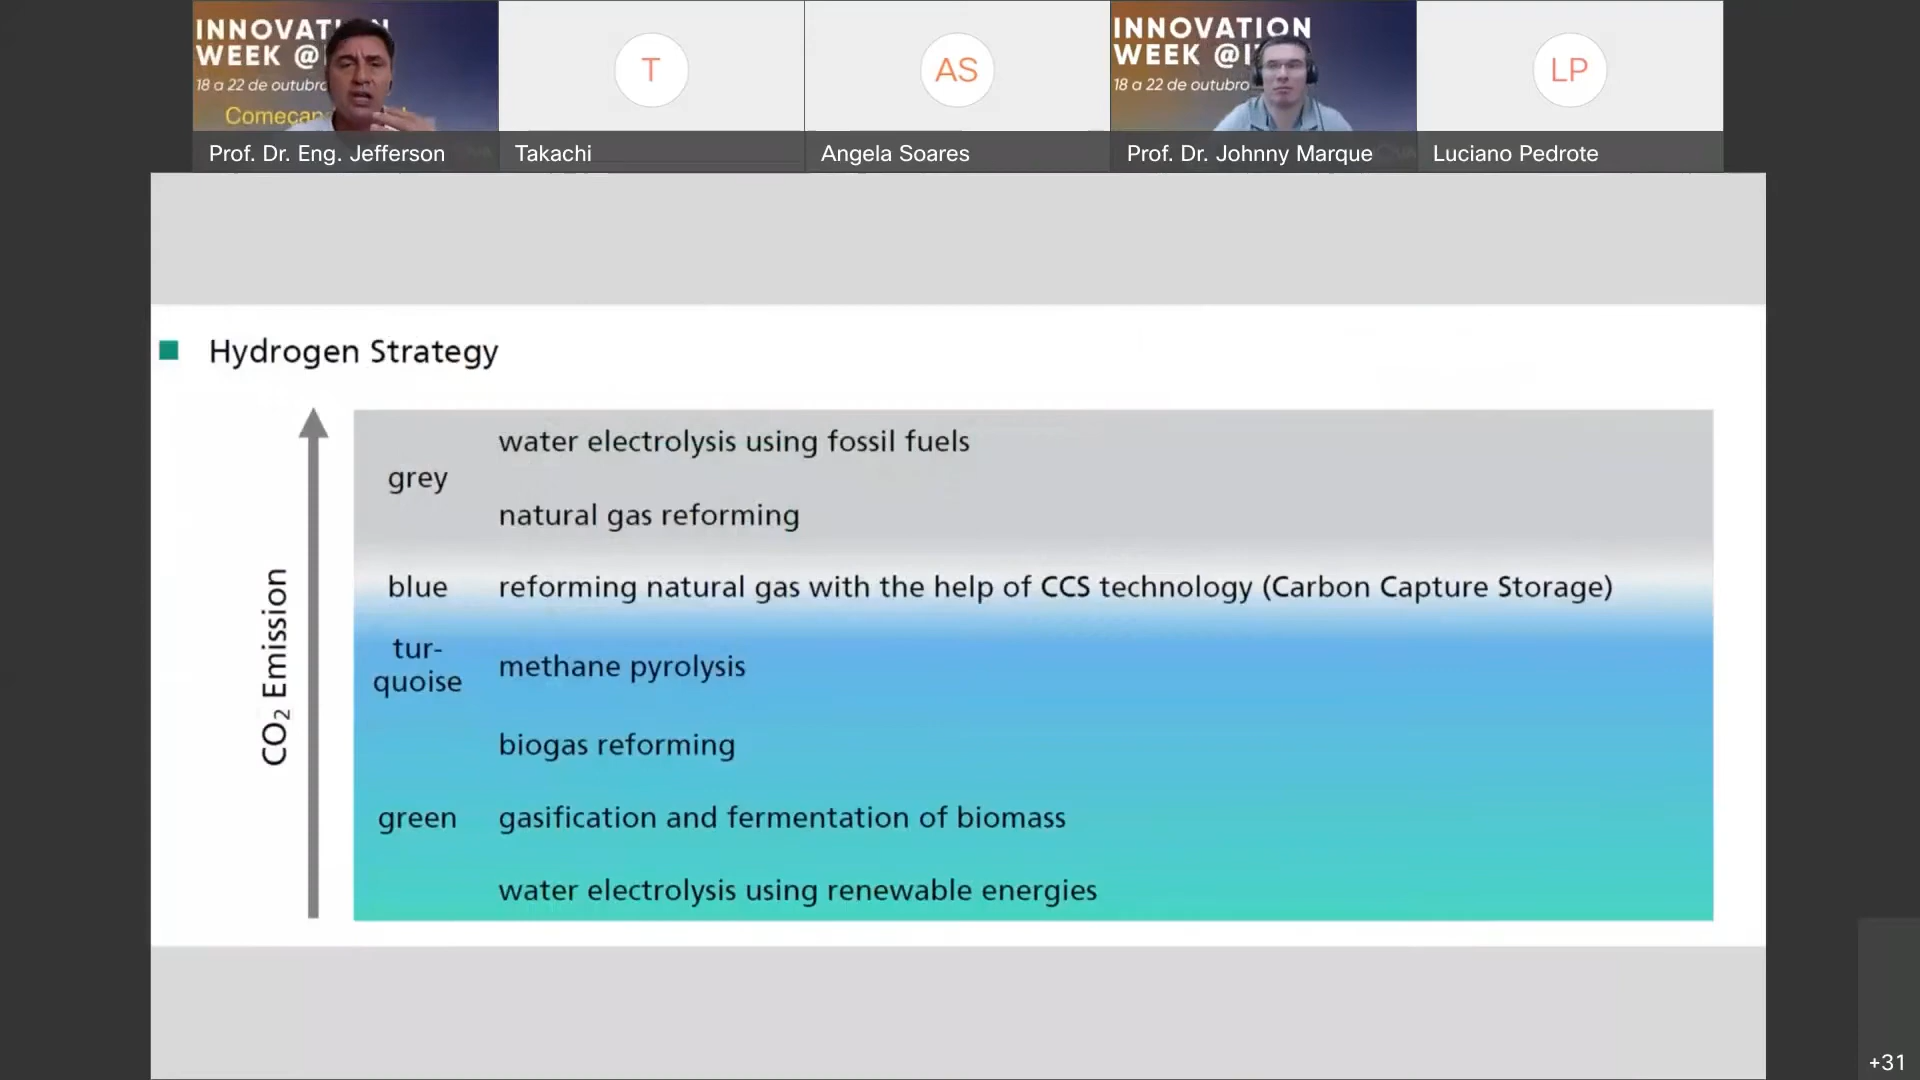 INNOVATI
WEEK @
18 a 22 de outubro
Prof. Dr. Eng. Jefferson
T
Takachi
AS
Angela Soares
INNOVATION
WEEK @I
18 a 22 de outubro
Prof. Dr. Johnny Marque
LP
Luciano Pedrote
Hydrogen Strategy
CO₂ Emission
grey
water electrolysis using fossil fuels
natural gas reforming
blue reforming natural gas with the help of CCS technology (Carbon Capture Storage)
tur-
quoise
methane pyrolysis
biogas reforming
green gasification and fermentation of biomass
water electrolysis using renewable energies
+31